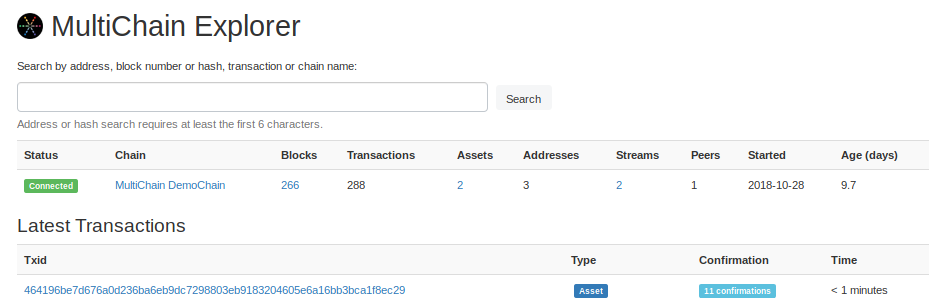 MultiChain Explorer
Search by address, block number or hash, transaction or chain name:
Search
Address or hash search requires at least the first 6 characters.
Status Chain Blocks Transactions Assets Addresses Streams Peers Started Age (days)
Connected MultiChain DemoChain 266 288 2 3 2 1 2018-10-28 9.7
Latest Transactions
Txid Type Confirmation Time
464196be7d676a0d236ba6eb9dc7298803eb9183204605e6a16bb3bca1f8ec29 Asset 11 confirmations < 1 minutes